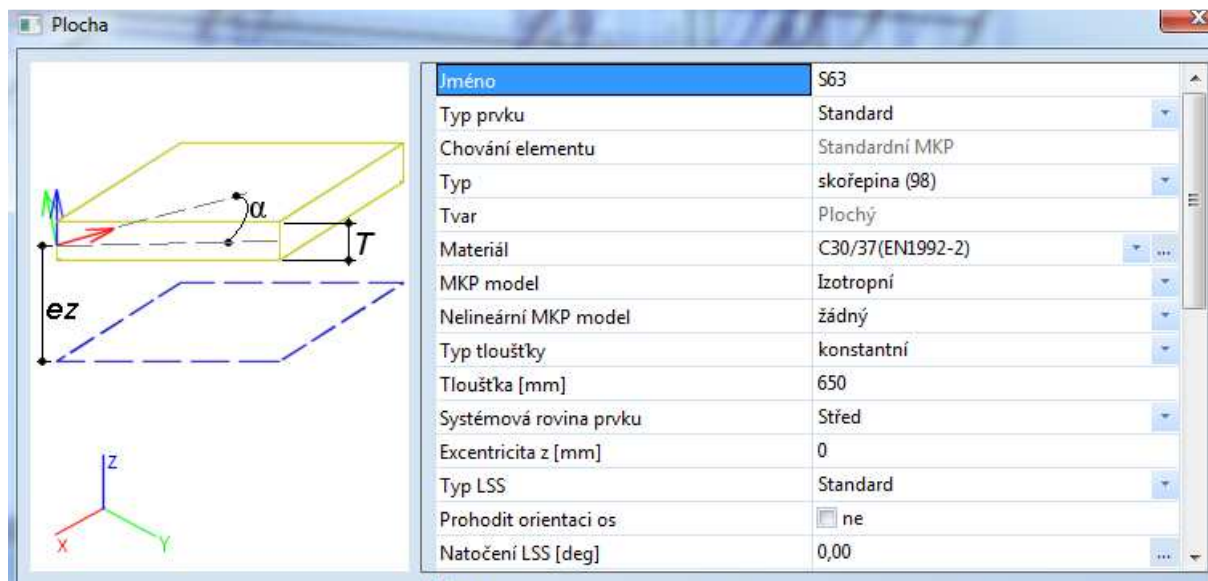 Plocha
α
T
ez
Z
X
Y
Jméno S63
Typ prvku Standard
Chování elementu Standardní MKP
Typ skořepina (98)
Tvar Plochý
Materiál C30/37(EN1992-2) ...
MKP model Izotropní
Nelineární MKP model žádný
Typ tloušťky konstantní
Tloušťka [mm] 650
Systémová rovina prvku Střed
Excentricita z [mm] 0
Typ LSS Standard
Prohodit orientaci os ne
Natočení LSS [deg] 0,00 ...